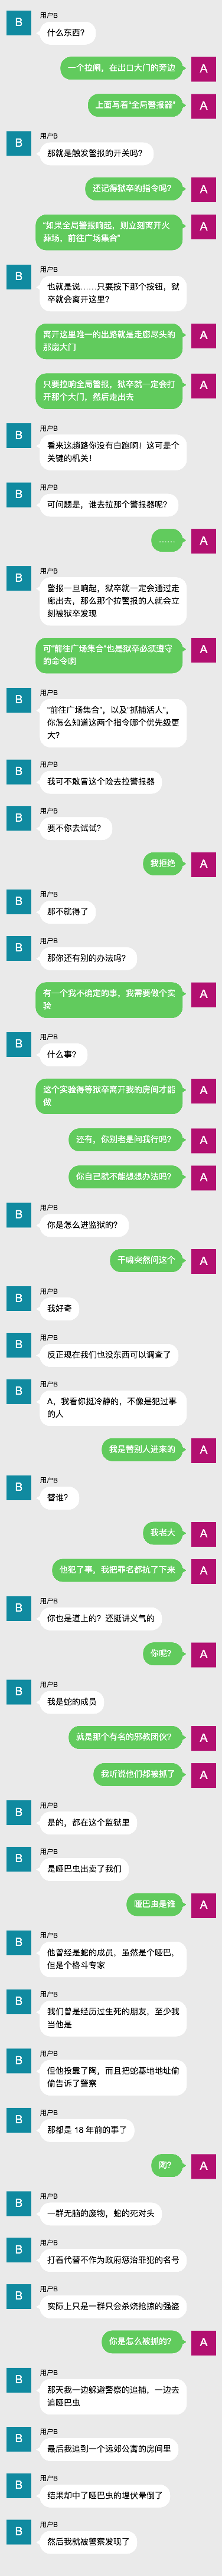 B
用户B
什么东西？
一个拉闸，在出口大门的旁边
A
上面写着“全局警报器”
A
B
用户B
那就是触发警报的开关吗？
还记得狱卒的指令吗？
A
“如果全局警报响起，则立刻离开火
葬场，前往广场集合”
A
B
用户B
也就是说……只要按下那个按钮，狱
卒就会离开这里？
离开这里唯一的出路就是走廊尽头的
那扇大门
A
只要拉响全局警报，狱卒就一定会打
开那个大门，然后走出去
A
B
用户B
看来这趟路你没有白跑啊！这可是个
关键的机关！
B
用户B
可问题是，谁去拉那个警报器呢？
……
A
B
用户B
警报一旦响起，狱卒就一定会通过走
廊出去，那么那个拉警报的人就会立
刻被狱卒发现
可“前往广场集合”也是狱卒必须遵守
的命令啊
A
B
用户B
“前往广场集合”，以及“抓捕活人”，
你怎么知道这两个指令哪个优先级更
大？
B
用户B
我可不敢冒这个险去拉警报器
B
用户B
要不你去试试？
我拒绝
A
B
用户B
那不就得了
B
用户B
那你还有别的办法吗？
有一个我不确定的事，我需要做个实
验
A
B
用户B
什么事？
这个实验得等狱卒离开我的房间才能
做
A
还有，你别老是问我行吗？
A
你自己就不能想想办法吗？
A
B
用户B
你是怎么进监狱的？
干嘛突然问这个
A
B
用户B
我好奇
B
用户B
反正现在我们也没东西可以调查了
B
用户B
A，我看你挺冷静的，不像是犯过事
的人
我是替别人进来的
A
B
用户B
替谁？
我老大
A
他犯了事，我把罪名都扛了下来
A
B
用户B
你也是道上的？还挺讲义气的
你呢？
A
B
用户B
我是蛇的成员
就是那个有名的邪教团伙？
A
我听说他们都被抓了
A
B
用户B
是的，都在这个监狱里
B
用户B
是哑巴虫出卖了我们
哑巴虫是谁
A
B
用户B
他曾经是蛇的成员，虽然是个哑巴，
但是个格斗专家
B
用户B
我们曾是经历过生死的朋友，至少我
当他是
B
用户B
但他投靠了陶，而且把蛇基地地址偷
偷告诉了警察
B
用户B
那都是 18 年前的事了
陶？
A
B
用户B
一群无脑的废物，蛇的死对头
B
用户B
打着代替不作为政府惩治罪犯的名号
B
用户B
实际上只是一群只会杀烧抢掠的强盗
你是怎么被抓的？
A
B
用户B
那天我一边躲避警察的追捕，一边去
追哑巴虫
B
用户B
最后我追到一个远郊公寓的房间里
B
用户B
结果却中了哑巴虫的埋伏晕倒了
B
用户B
然后我就被警察发现了